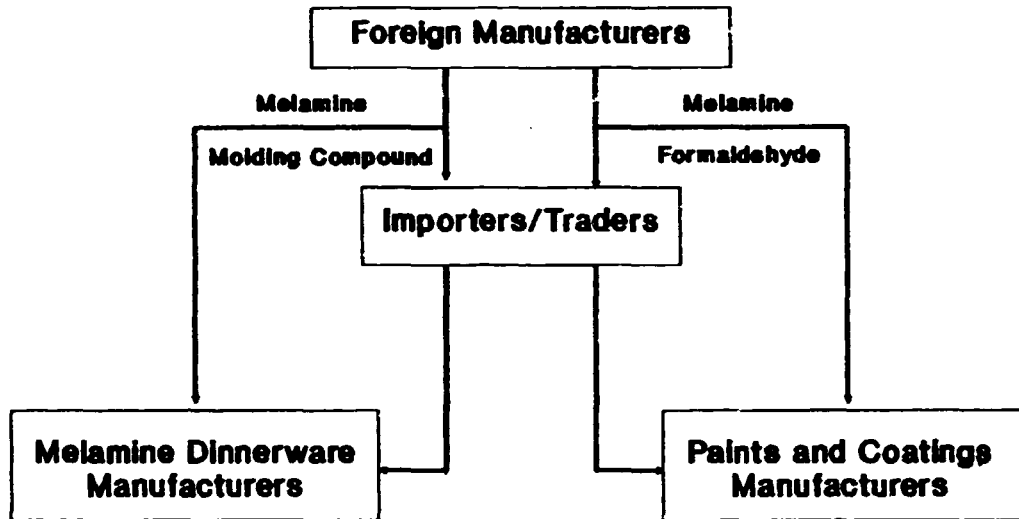 Foreign Manufacturers
Melamine
Molding Compound
Melamine
Formaldehyde
Importers/Traders
Melamine Dinnerware
Manufacturers
Paints and Coatings
Manufacturers